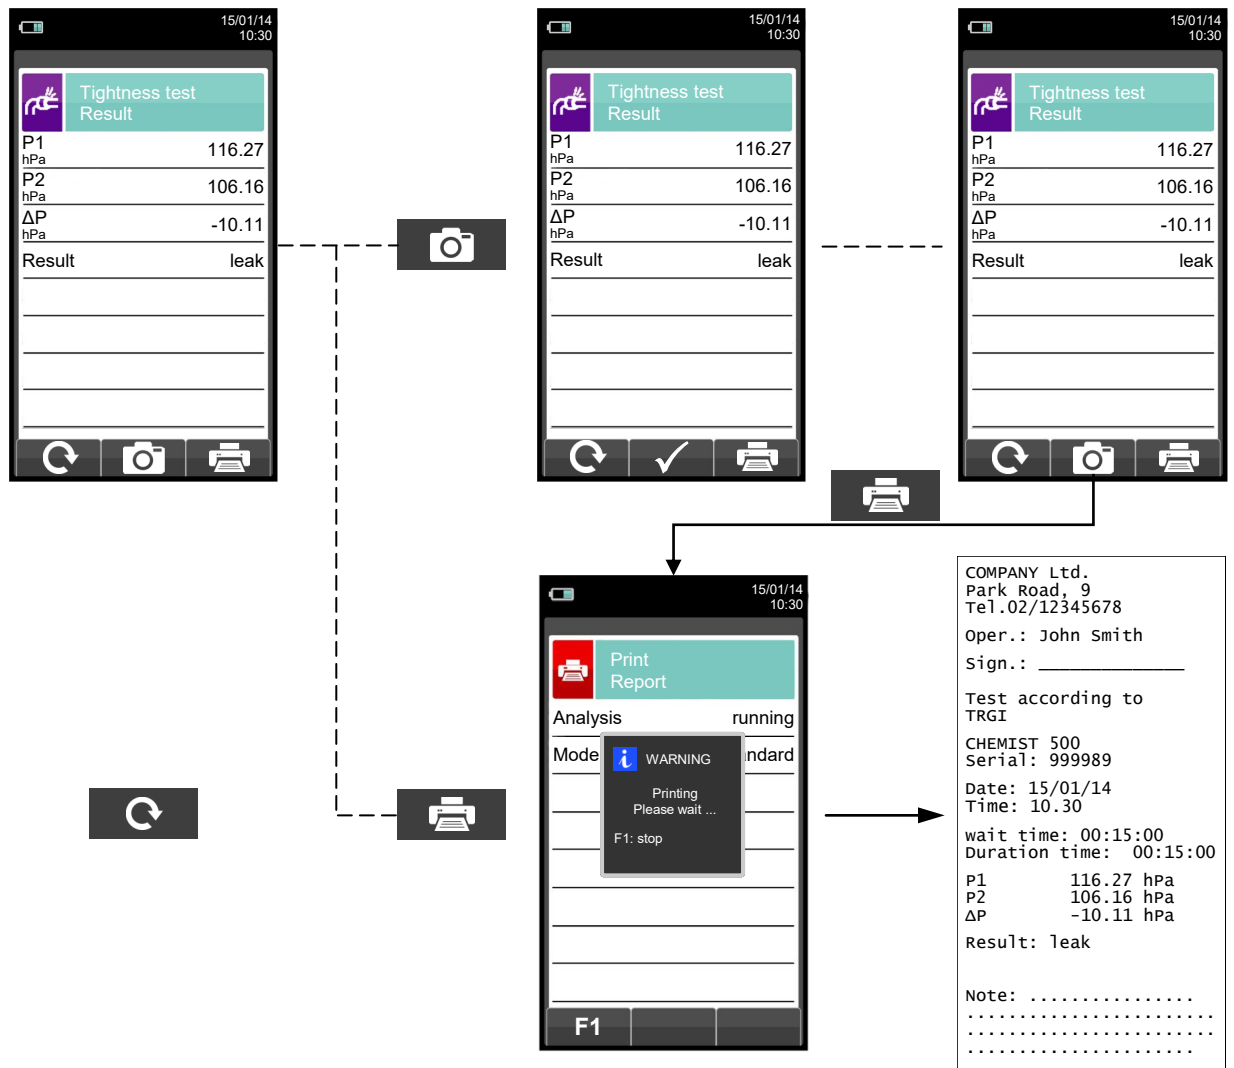 15/01/14
10:30
Tightness test
Result
P1
hPa
116.27
P2
hPa
106.16
ΔP
hPa
-10.11
Result leak
15/01/14
10:30
Tightness test
Result
P1
hPa
116.27
P2
hPa
106.16
ΔP
hPa
-10.11
Result leak
15/01/14
10:30
Tightness test
Result
P1
hPa
116.27
P2
hPa
106.16
ΔP
hPa
-10.11
Result leak
15/01/14
10:30
Print
Report
Analysis running
Mode ndard
i WARNING
Printing
Please wait ...
F1: stop
F1
COMPANY Ltd.
Park Road, 9
Tel.02/12345678
Oper.: John Smith
Sign.: ______________
Test according to
TRGI
CHEMIST 500
Serial: 999989
Date: 15/01/14
Time: 10.30
wait time: 00:15:00
Duration time: 00:15:00
P1 116.27 hPa
P2 106.16 hPa
ΔP -10.11 hPa
Result: leak
Note: ................
........................
........................
......................